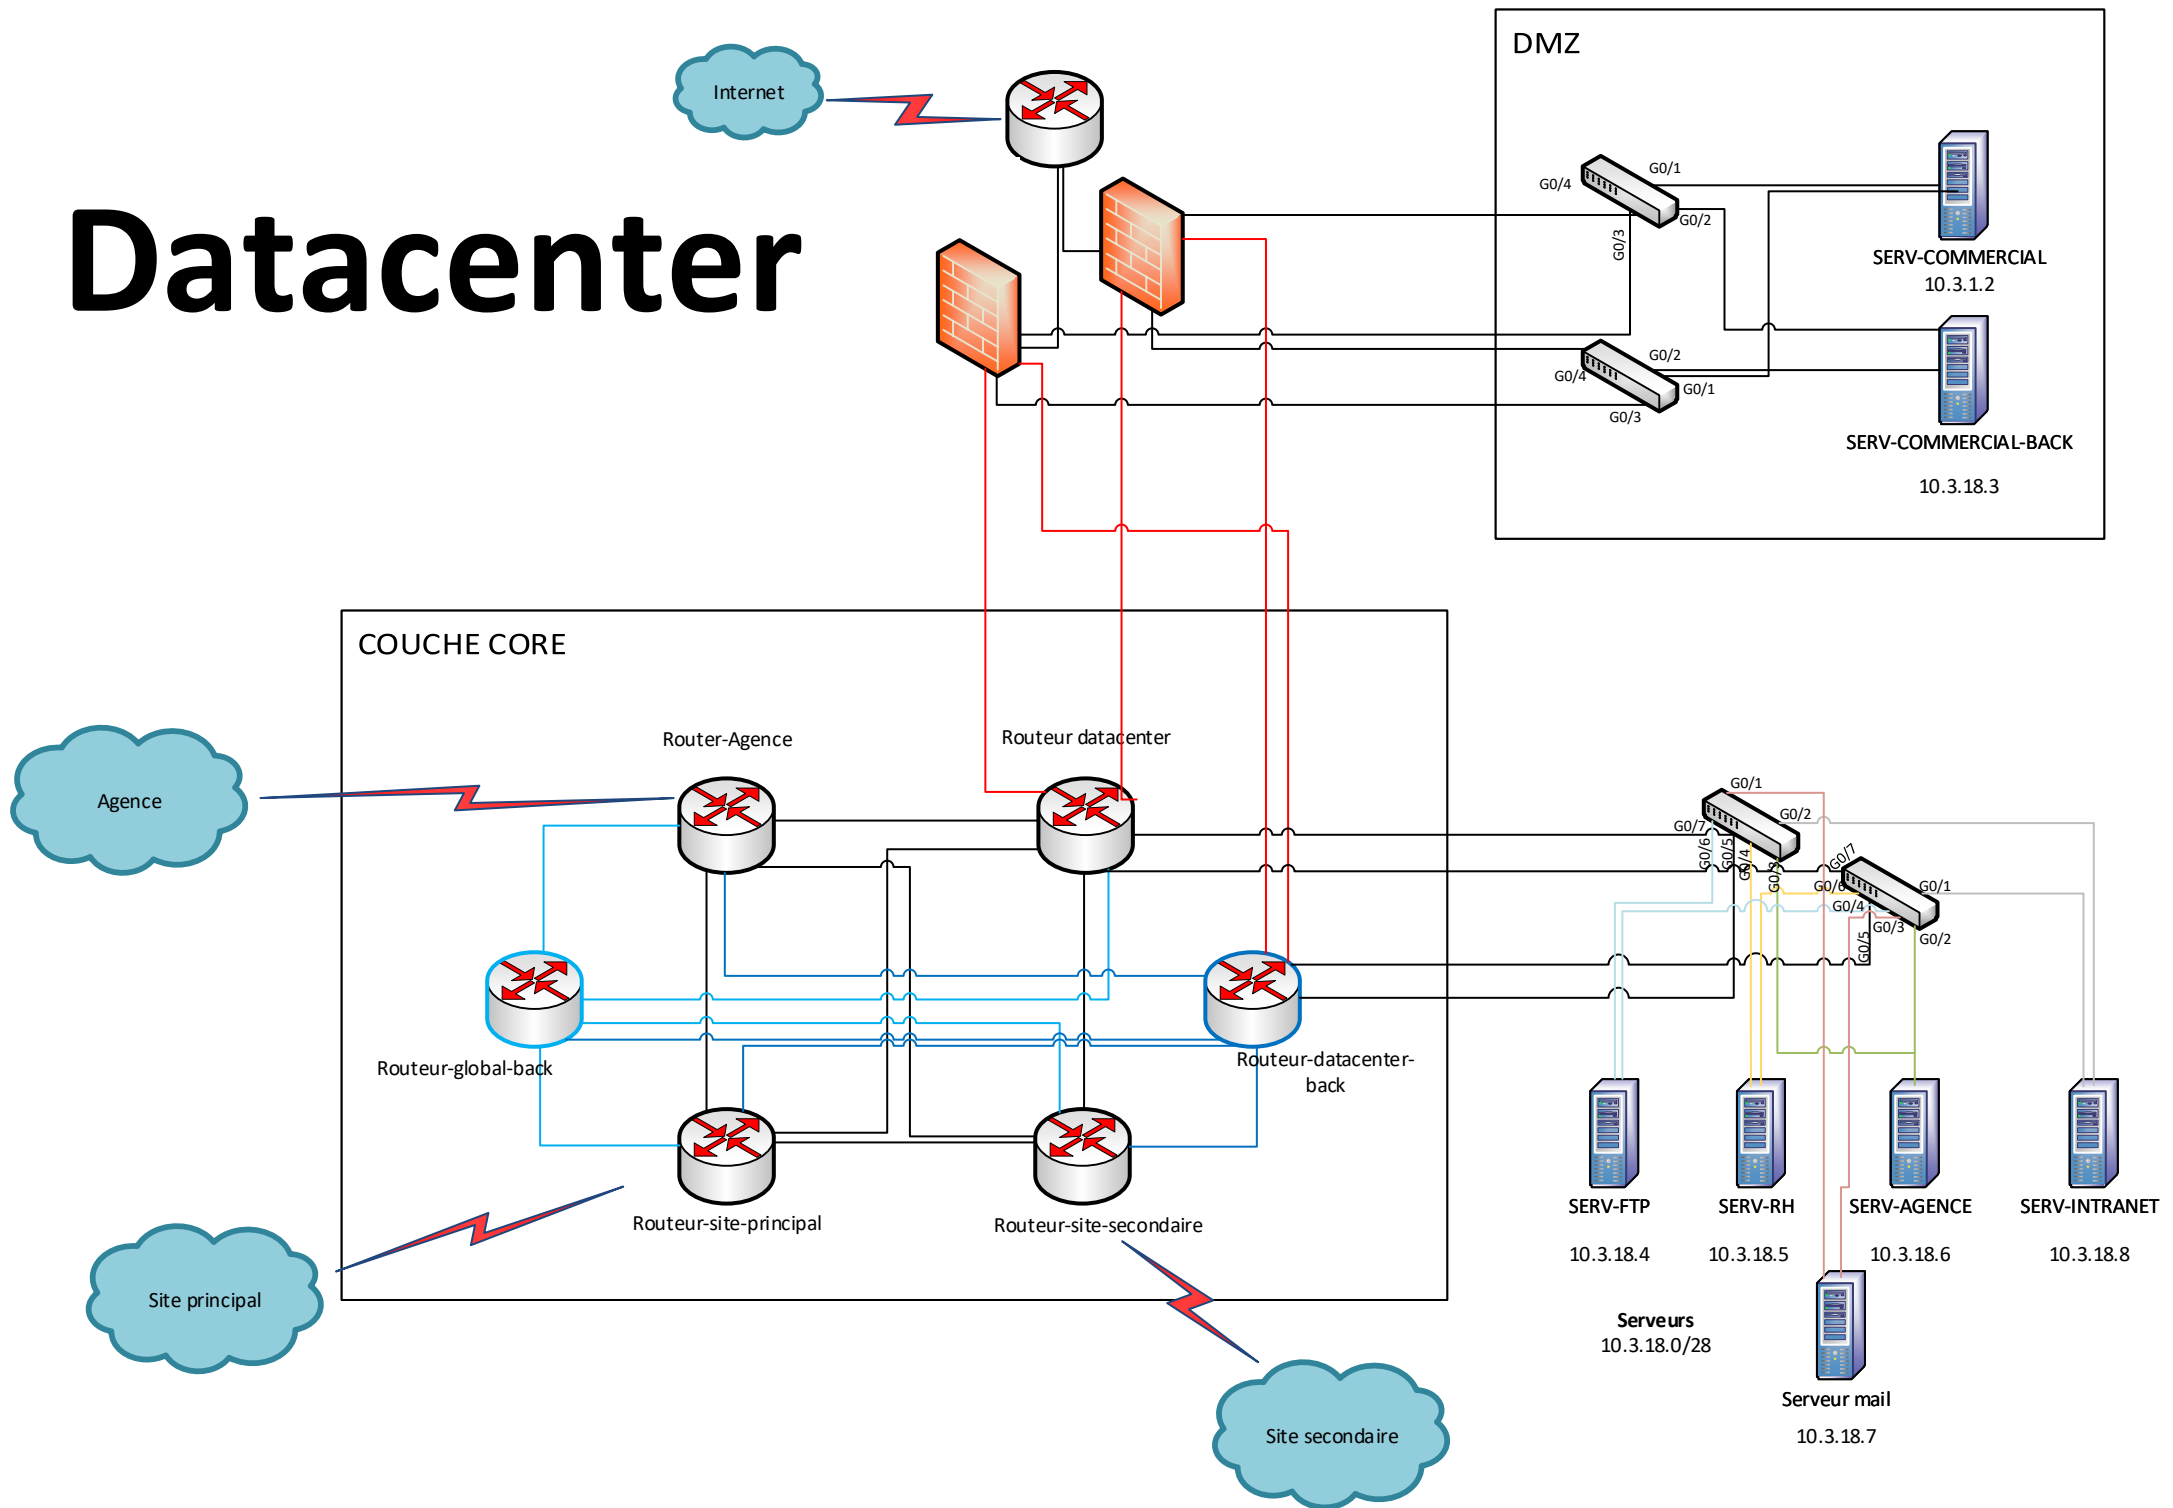 DMZ
Internet
Datacenter
G0/1
G0/4
G0/2
G0/3
SERV-COMMERCIAL
10.3.1.2
G0/2
G0/4
G0/1
G0/3
SERV-COMMERCIAL-BACK
10.3.18.3
COUCHE CORE
Router-Agence
Routeur datacenter
Agence
G0/1
G0/2
G0/7
G0/6
G0/5
G0/4
G0/3
G0/7
G0/6
G0/1
G0/4
G0/3
G0/2
G0/5
Routeur-global-back
Routeur-datacenter-
back
Routeur-site-principal
Routeur-site-secondaire
SERV-FTP
SERV-RH
SERV-AGENCE
SERV-INTRANET
10.3.18.4
10.3.18.5
10.3.18.6
10.3.18.8
Site principal
Serveurs
10.3.18.0/28
Serveur mail
10.3.18.7
Site secondaire